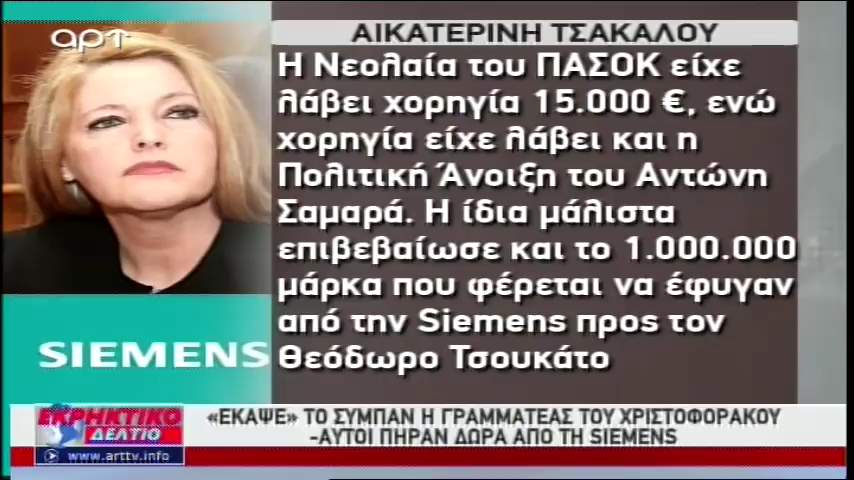 αρτ
ΑΙΚΑΤΕΡΙΝΗ ΤΣΑΚΑΛΟΥ
Η Νεολαία του ΠΑΣΟΚ είχε
λάβει χορηγία 15.000 €, ενώ
χορηγία είχε λάβει και η
Πολιτική Άνοιξη του Αντώνη
Σαμαρά. Η ίδια μάλιστα
επιβεβαίωσε και το 1.000.000
μάρκα που φέρεται να έφυγαν
από την Siemens προς τον
Θεόδωρο Τσουκάτο
SIEMENS
ΕΚΡΗΚΤΙΚΟ
ΔΕΛΤΙΟ
www.arttv.info
«ΕΚΑΨΕ» ΤΟ ΣΥΜΠΑΝ Η ΓΡΑΜΜΑΤΕΑΣ ΤΟΥ ΧΡΙΣΤΟΦΟΡΑΚΟΥ
-ΑΥΤΟΙ ΠΗΡΑΝ ΔΩΡΑ ΑΠΟ ΤΗ SIEMENS